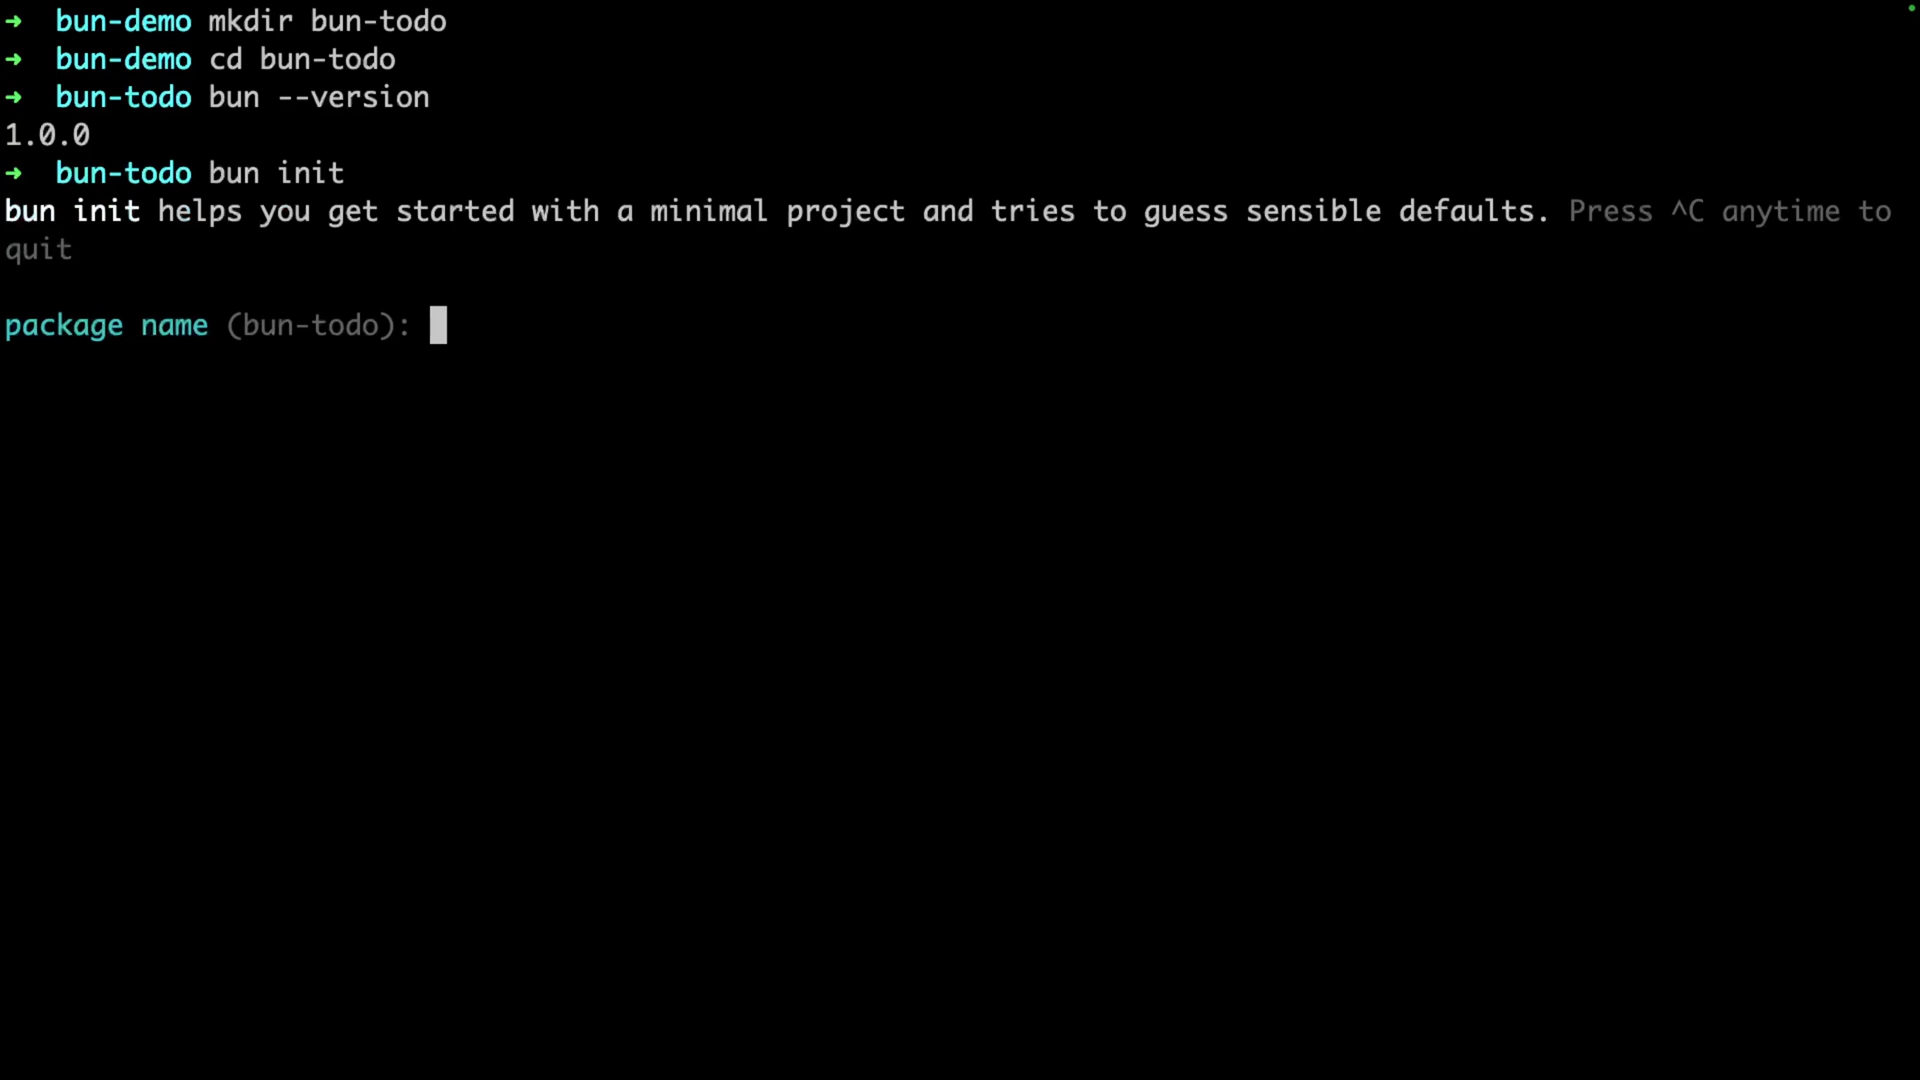 ➜  bun-demo mkdir bun-todo
➜  bun-demo cd bun-todo
➜  bun-todo bun --version
1.0.0
➜  bun-todo bun init
bun init helps you get started with a minimal project and tries to guess sensible defaults. Press ^C anytime to
quit
package name (bun-todo):